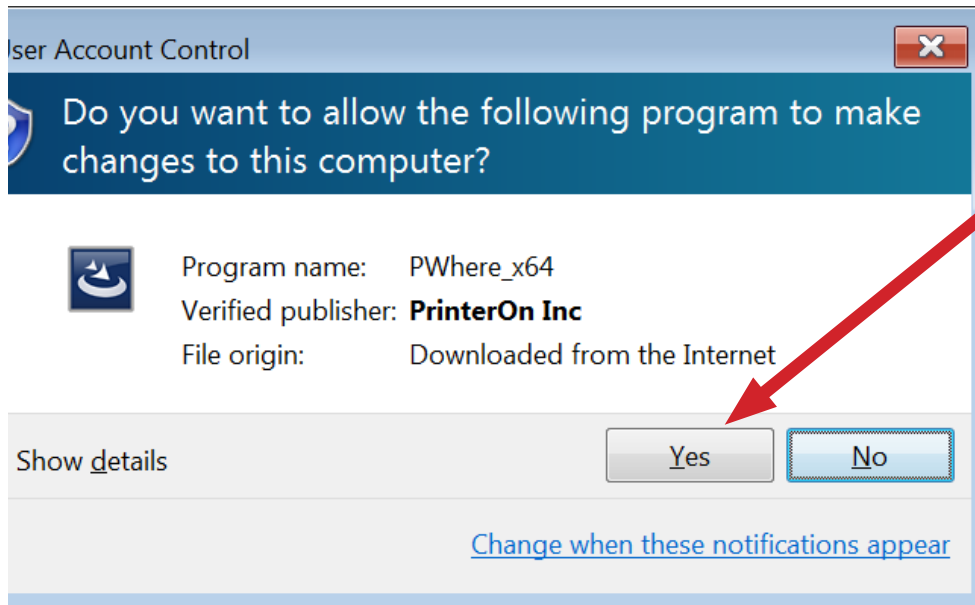 User Account Control
Do you want to allow the following program to make
changes to this computer?
Program name: PWhere_x64
Verified publisher: PrinterOn Inc
File origin: Downloaded from the Internet
Show details
Yes
No
Change when these notifications appear